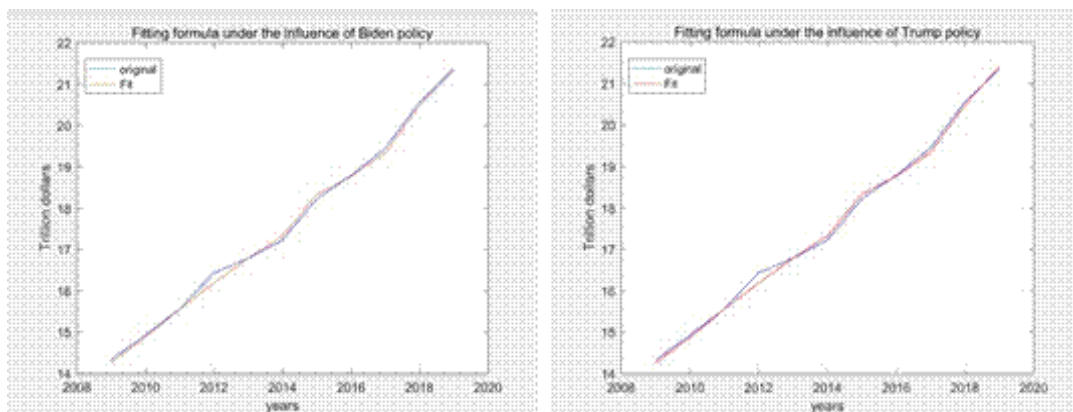 Fitting formula under the Influence of Biden policy
22
21
20
19
18
17
16
15
14
original
Fit
Trillion dollars
2008 2010 2012 2014 2016 2018 2020
years
Fitting formula under the influence of Trump policy
22
21
20
19
18
17
16
15
14
original
Fit
Trillion dollars
2008 2010 2012 2014 2016 2018 2020
years